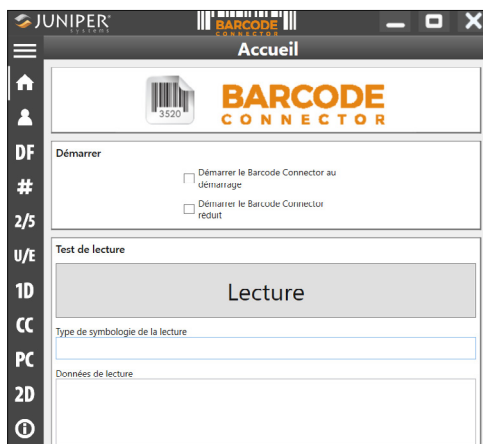 JUNIPER
systems
BARCODE
CONNECTOR
Accueil
3520
BARCODE
CONNECTOR
DF
Démarrer
Démarrer le Barcode Connector au
démarrage
#
Démarrer le Barcode Connector
réduit
2/5
U/E
Test de lecture
1D
Lecture
CC
Type de symbologie de la lecture
PC
Données de lecture
2D